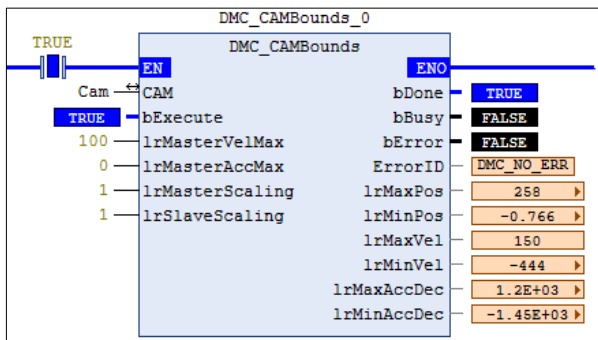 DMC_CAMBounds_0
TRUE DMC_CAMBounds
EN ENO
Cam CAM bDone TRUE
TRUE bExecute bBusy FALSE
100 lrMasterVelMax bError FALSE
0 lrMasterAccMax ErrorID DMC_NO_ERR
1 lrMasterScaling lrMaxPos 258
1 lrSlaveScaling lrMinPos -0.766
lrMaxVel 150
lrMinVel -444
lrMaxAccDec 1.2E+03
lrMinAccDec -1.45E+03